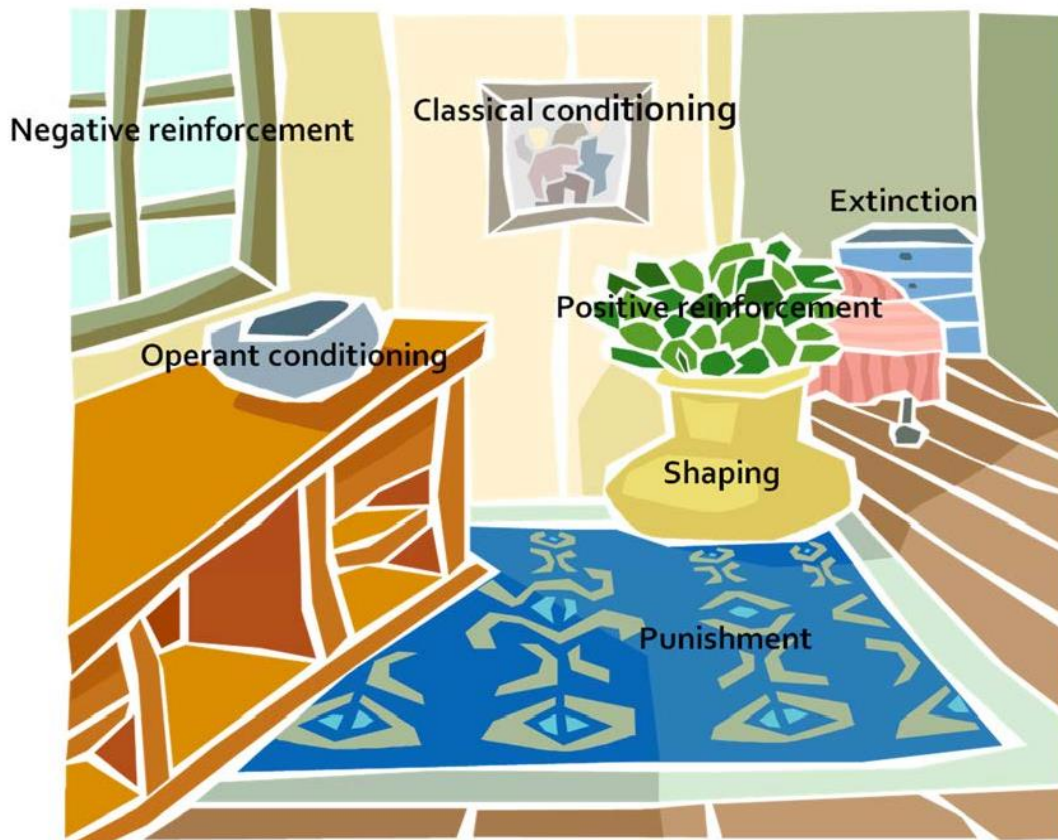 Negative reinforcement
Classical conditioning
Extinction
Positive reinforcement
Operant conditioning
Shaping
Punishment